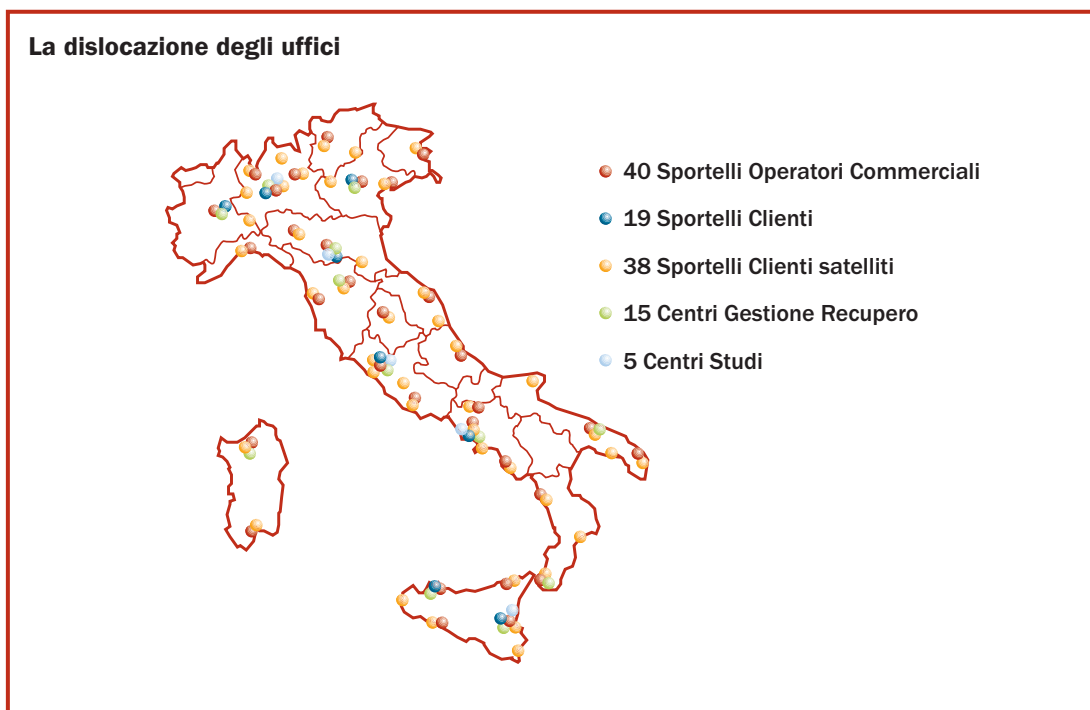 La dislocazione degli uffici
40 Sportelli Operatori Commerciali
19 Sportelli Clienti
38 Sportelli Clienti satelliti
15 Centri Gestione Recupero
5 Centri Studi